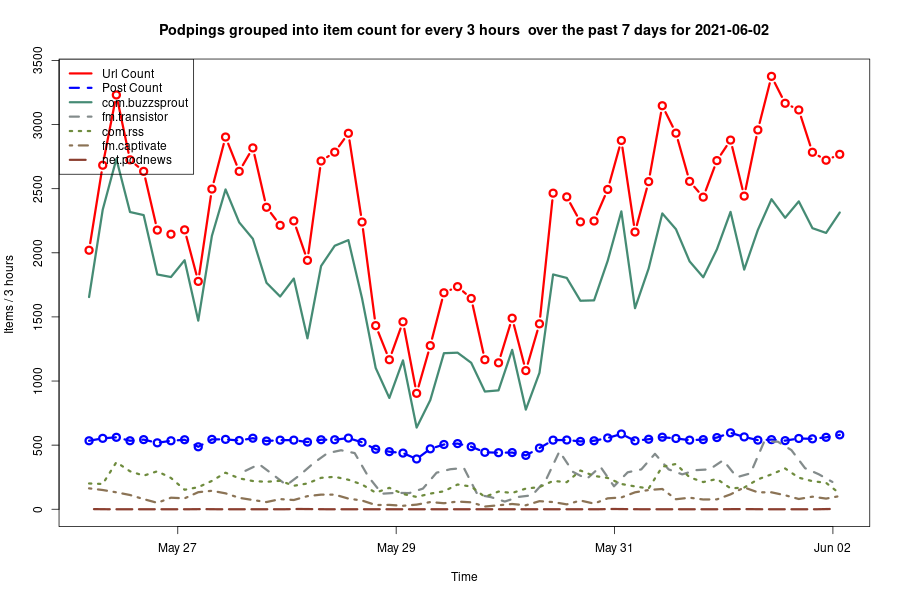 Podpings grouped into item count for every 3 hours  over the past 7 days for 2021-06-02
Url Count
Post Count
com.buzzsprout
fm.transistor
com.rss
fm.captivate
net.podnews
Items / 3 hours
3500
3000
2500
2000
1500
1000
500
0
May 27
May 29
May 31
Jun 02
Time